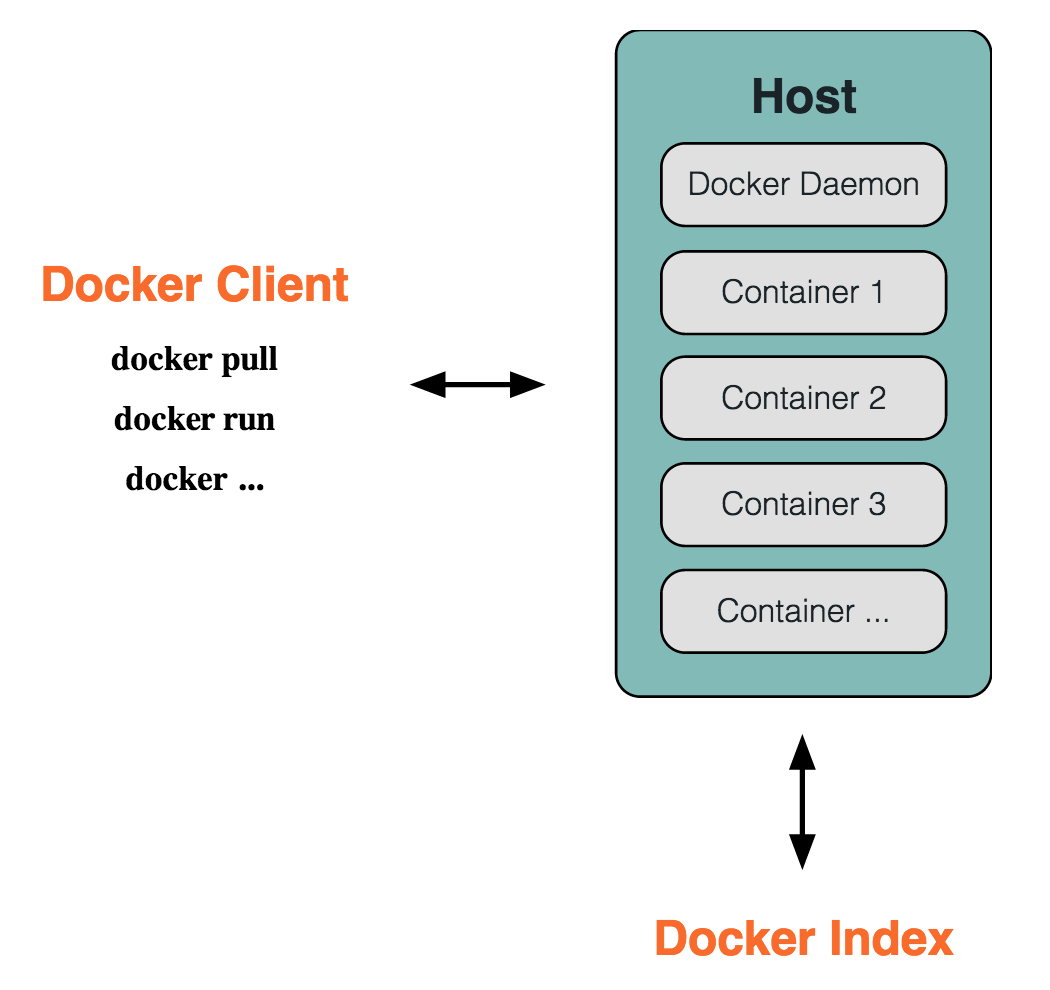 Docker Client
docker pull
docker run
docker ...
Host
Docker Daemon
Container 1
Container 2
Container 3
Container ...
Docker Index